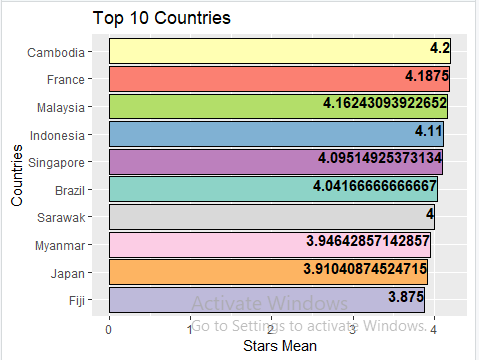 Top 10 Countries
Countries
Cambodia 4.2
France 4.1875
Malaysia 4.16243093922652
Indonesia 4.11
Singapore 4.09514925373134
Brazil 4.04166666666667
Sarawak 4
Myanmar 3.94642857142857
Japan 3.91040874524715
Fiji 3.875
0 1 2 3 4
Stars Mean
Activate Windows
Go to Settings to activate Windows.